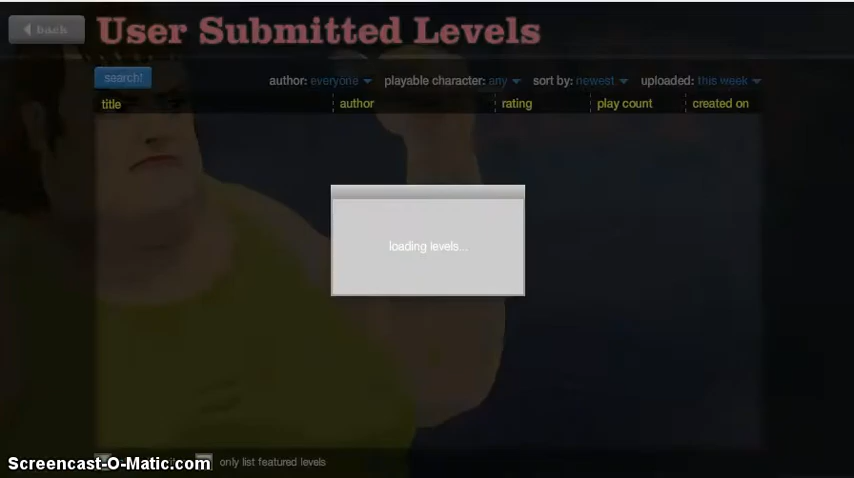 back
User Submitted Levels
search!
author: everyone playable character: any sort by: newest uploaded: this week
title author rating play count created on
loading levels...
Screencast-O-Matic.com only list featured levels